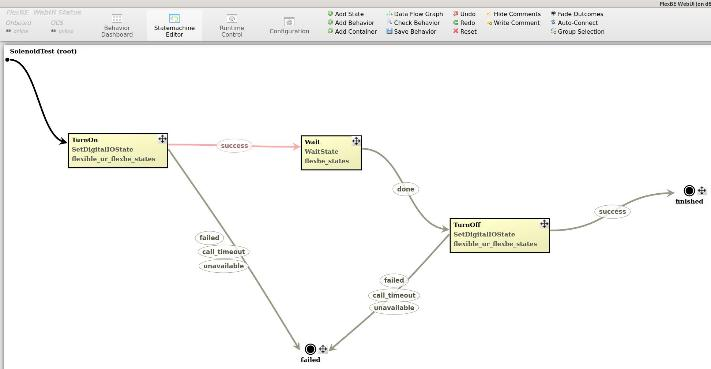 FlexBE WebUI (on d
FlexBE WebUI Status
Onboard
OCS
offline
offline
Behavior
Dashboard
Statemachine
Editor
Runtime
Control
Configuration
Add State
Add Behavior
Add Container
Data Flow Graph
Check Behavior
Save Behavior
Undo
Redo
Reset
Hide Comments
Write Comment
Fade Outcomes
Auto-Connect
Group Selection
SolenoidTest (root)
TurnOn
SetDigitalIOState
flexible_ur_flexbe_states
success
Wait
WaitState
flexbe_states
done
finished
success
TurnOff
SetDigitalIOState
flexible_ur_flexbe_states
failed
call_timeout
unavailable
failed
call_timeout
unavailable
failed